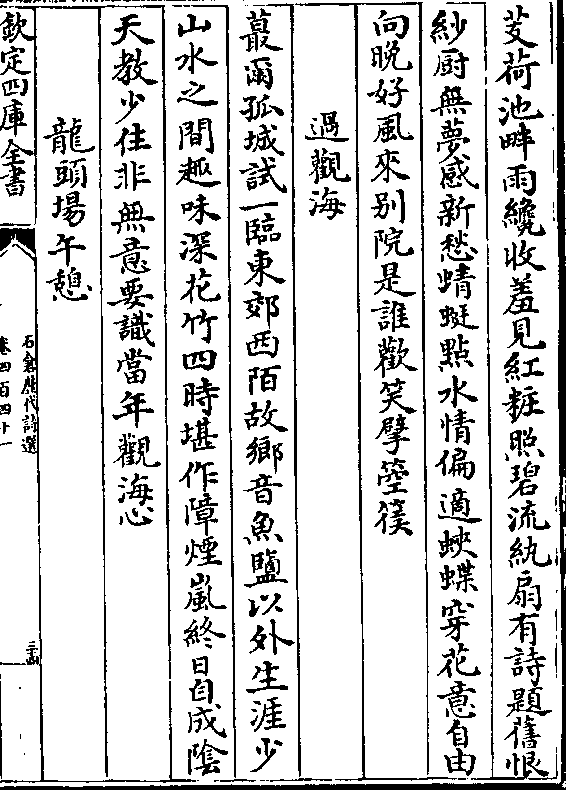 芰荷池畔雨纔收羞見紅粧照碧流紈扇有詩題舊恨
紗厨無夢感新愁蜻蜓點水情偏適蛺蝶穿花意自由
向晚好風來别院是誰歡笑擘箜篌
過觀海
蕞爾孤城試一臨東郊西陌故鄉音魚鹽以外生涯少
山水之間趣味深花竹四時堪作障煙嵐終日自成陰
天教少住非無意要識當年觀海心
龍頭場午憩
欽定四庫全書
石倉歷代詩選
卷四百四十一